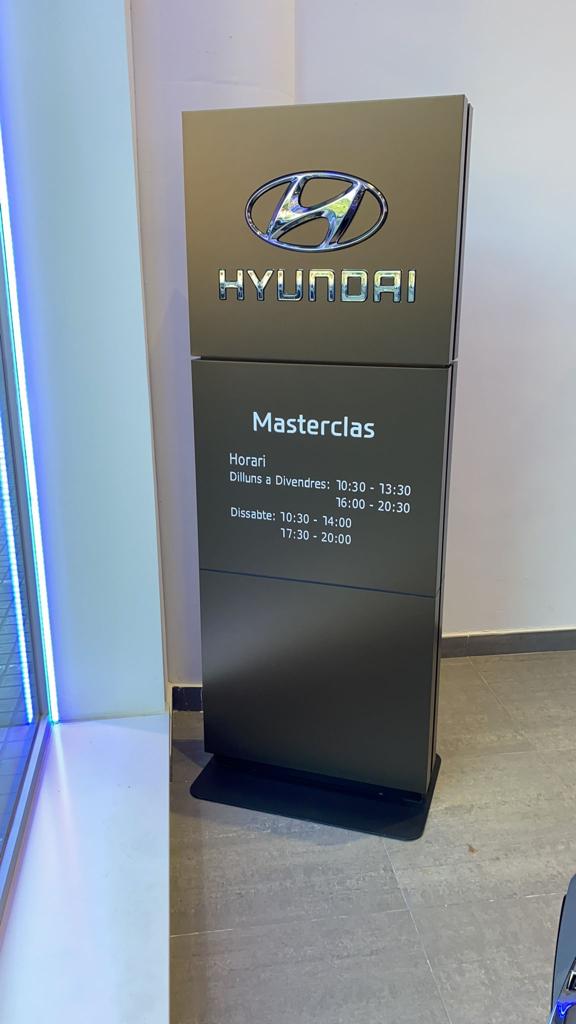 HYUNDAI
Masterclas
Horari
Dilluns a Divendres: 10:30 - 13:30
16:00 - 20:30
Dissabte: 10:30 - 14:00
17:30 - 20:00